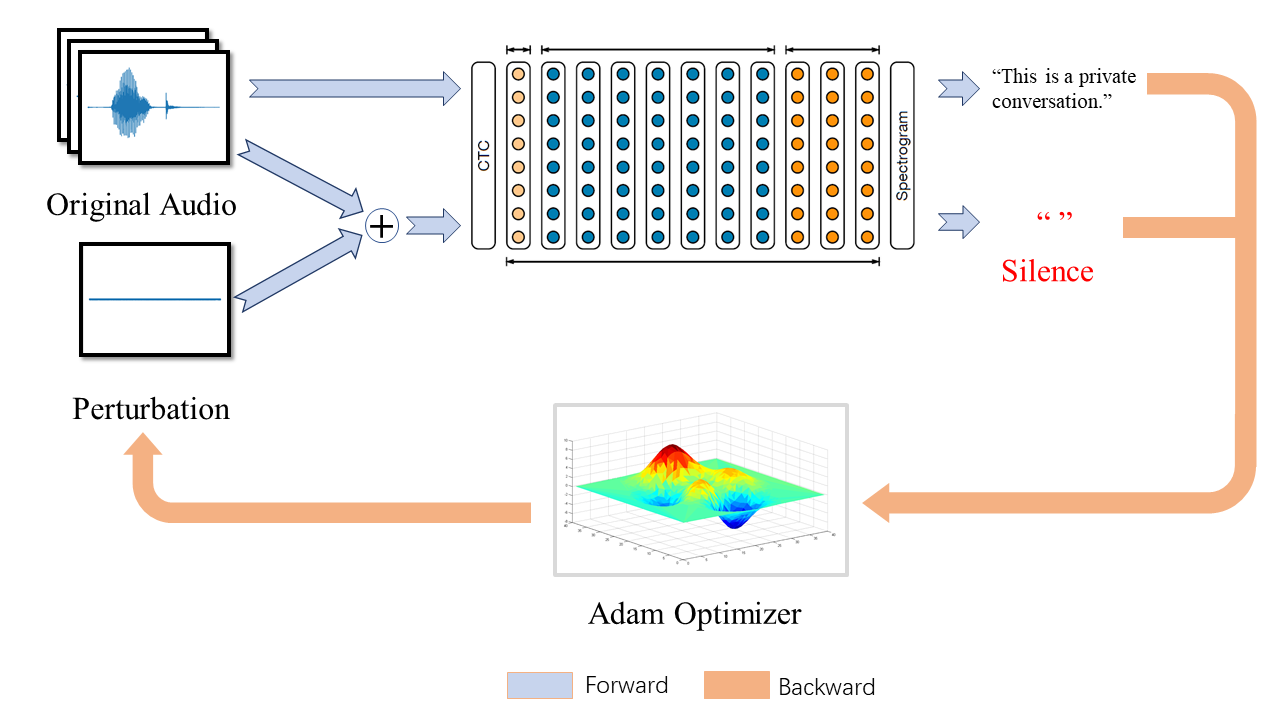 CTC
Spectrogram
“This is a private
conversation.”
Original Audio
“ ”
Silence
Perturbation
Adam Optimizer
Forward
Backward